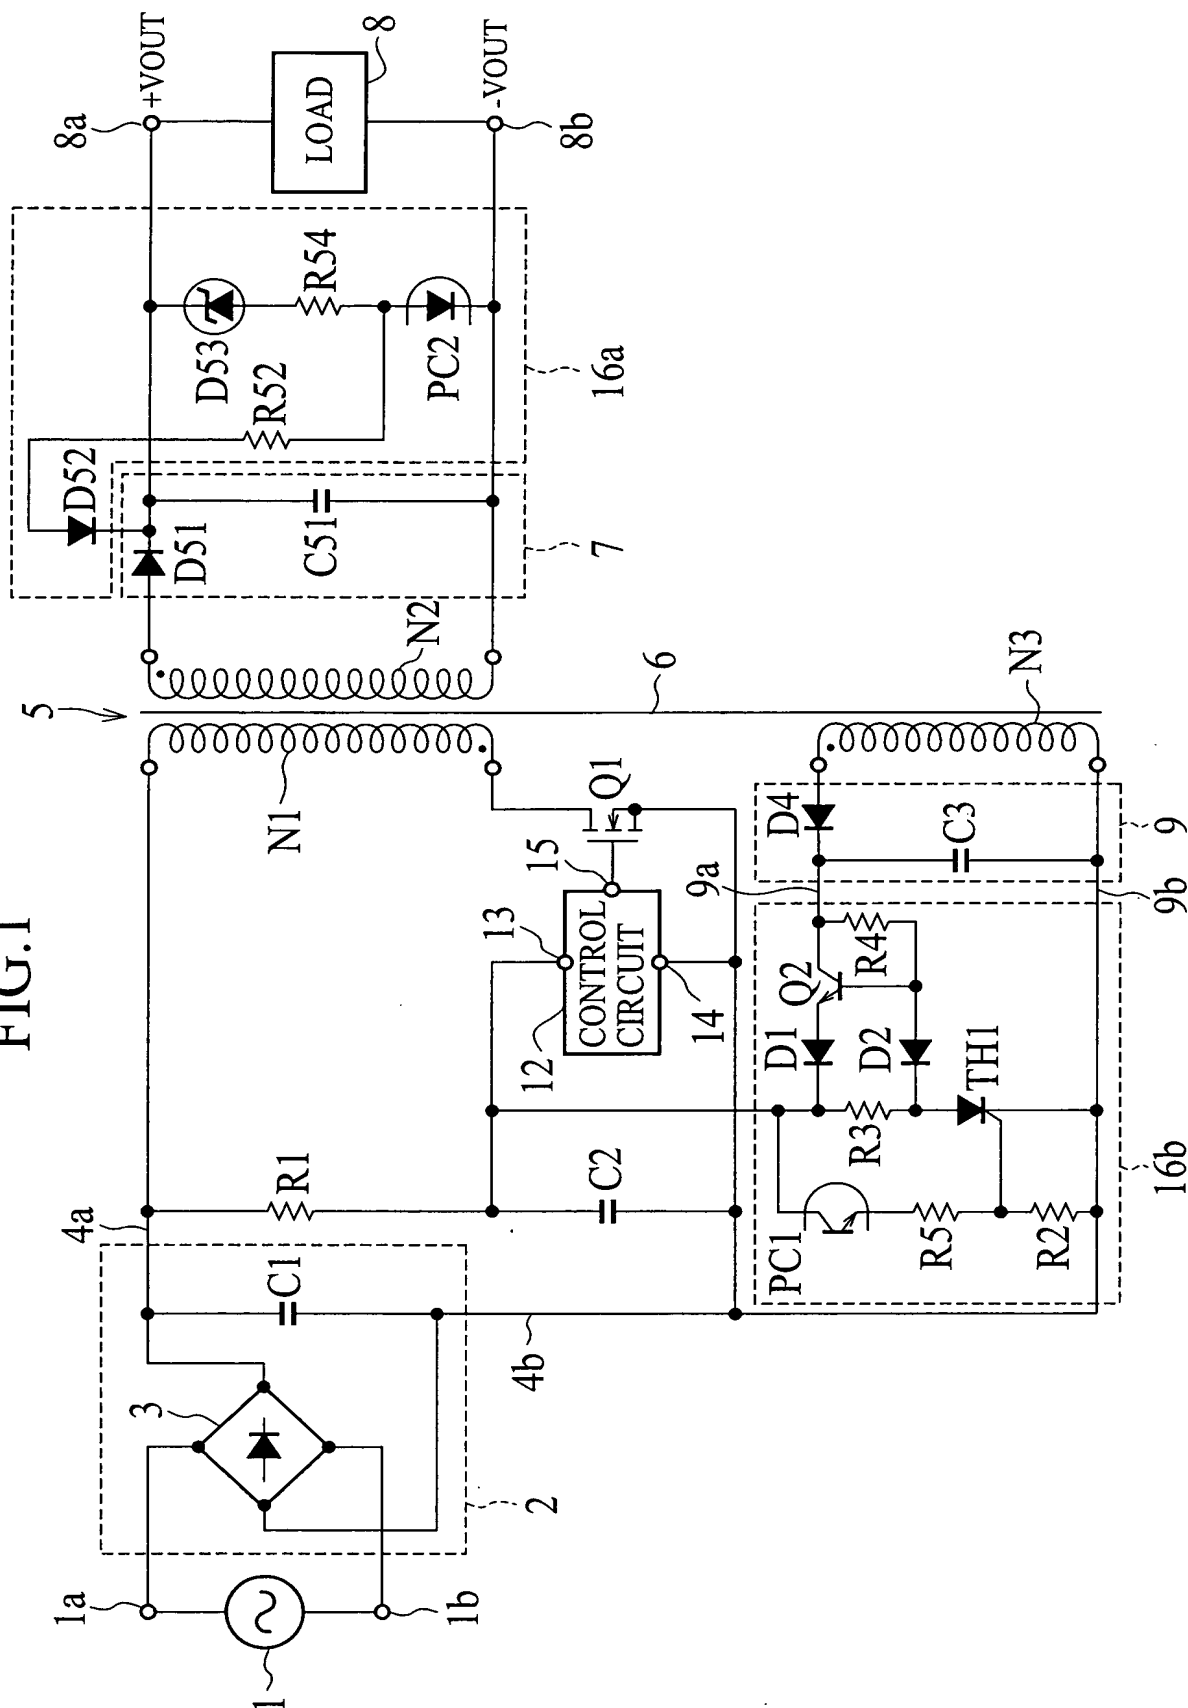 FIG.1
1
1a
1b
2
3
C1
4a
4b
R1
C2
5
6
N1
N2
N3
12
CONTROL
CIRCUIT
13
14
15
Q1
D51
C51
7
D52
R52
D53
R54
PC2
16a
8a
+VOUT
LOAD
8
-VOUT
8b
PC1
R5
R2
R3
TH1
D1
D2
Q2
R4
16b
9a
9b
D4
C3
9